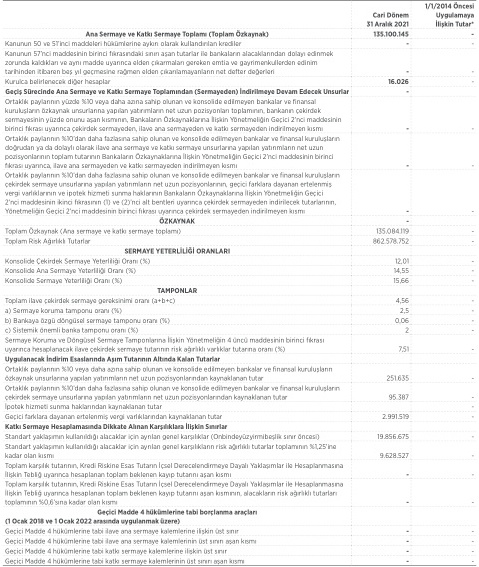 1/1/2014 Öncesi
Cari Dönem Uygulamaya
31 Aralık 2021 İlişkin Tutar*
Ana Sermaye ve Katkı Sermaye Toplamı (Toplam Özkaynak) 135.100.145 -
Kanunun 50 ve 51'inci maddeleri hükümlerine aykırı olarak kullandırılan krediler - -
Kanunun 57'nci maddesinin birinci fıkrasındaki sınırı aşan tutarlar ile bankaların alacaklarından dolayı edinmek
zorunda kaldıkları ve aynı madde uyarınca elden çıkarmaları gereken emtia ve gayrimenkullerden edinim
tarihinden itibaren beş yıl geçmesine rağmen elden çıkarılamayanların net defter değerleri - -
Kurulca belirlenecek diğer hesaplar 16.026 -
Geçiş Sürecinde Ana Sermaye ve Katkı Sermaye Toplamından (Sermayeden) İndirilmeye Devam Edecek Unsurlar -
Ortaklık paylarının yüzde %10 veya daha azına sahip olunan ve konsolide edilmeyen bankalar ve finansal
kuruluşların özkaynak unsurlarına yapılan yatırımların net uzun pozisyonları toplamının, bankanın çekirdek
sermayesinin yüzde onunu aşan kısmının, Bankaların Özkaynaklarına İlişkin Yönetmeliğin Geçici 2'nci maddesinin
birinci fıkrası uyarınca çekirdek sermayeden, ilave ana sermayeden ve katkı sermayeden indirilmeyen kısmı - -
Ortaklık paylarının %10'dan daha fazlasına sahip olunan ve konsolide edilmeyen bankalar ve finansal kuruluşların
doğrudan ya da dolaylı olarak ilave ana sermaye ve katkı sermaye unsurlarına yapılan yatırımların net uzun
pozisyonlarının toplam tutarının Bankaların Özkaynaklarına İlişkin Yönetmeliğin Geçici 2'nci maddesinin birinci
fıkrası uyarınca, ilave ana sermayeden ve katkı sermayeden indirilmeyen kısmı - -
Ortaklık paylarının %10'dan daha fazlasına sahip olunan ve konsolide edilmeyen bankalar ve finansal kuruluşların
çekirdek sermaye unsurlarına yapılan yatırımların net uzun pozisyonlarının, geçici farklara dayanan ertelenmiş
vergi varlıklarının ve ipotek hizmeti sunma haklarının Bankaların Özkaynaklarına İlişkin Yönetmeliğin Geçici
2'nci maddesinin ikinci fıkrasının (1) ve (2)'nci alt bentleri uyarınca çekirdek sermayeden indirilecek tutarlarının,
Yönetmeliğin Geçici 2'nci maddesinin birinci fıkrası uyarınca çekirdek sermayeden indirilmeyen kısmı - -
ÖZKAYNAK -
Toplam Özkaynak (Ana sermaye ve katkı sermaye toplamı) 135.084.119 -
Toplam Risk Ağırlıklı Tutarlar 862.578.752 -
SERMAYE YETERLİLİĞİ ORANLARI
Konsolide Çekirdek Sermaye Yeterliliği Oranı (%) 12,01 -
Konsolide Ana Sermaye Yeterliliği Oranı (%) 14,55 -
Konsolide Sermaye Yeterliliği Oranı (%) 15,66 -
TAMPONLAR
Toplam ilave çekirdek sermaye gereksinimi oranı (a+b+c) 4,56 -
a) Sermaye koruma tamponu oranı (%) 2,5 -
b) Bankaya özgü döngüsel sermaye tamponu oranı (%) 0,06 -
c) Sistemik önemli banka tamponu oranı (%) 2 -
Sermaye Koruma ve Döngüsel Sermaye Tamponlarına İlişkin Yönetmeliğin 4 üncü maddesinin birinci fıkrası
uyarınca hesaplanacak ilave çekirdek sermaye tutarının risk ağırlıklı varlıklar tutarına oranı (%) 7,51 -
Uygulanacak İndirim Esaslarında Aşım Tutarının Altında Kalan Tutarlar
Ortaklık paylarının %10 veya daha azına sahip olunan ve konsolide edilmeyen bankalar ve finansal kuruluşların
özkaynak unsurlarına yapılan yatırımların net uzun pozisyonlarından kaynaklanan tutar 251.635 -
Ortaklık paylarının %10'dan daha fazlasına sahip olunan ve konsolide edilmeyen bankalar ve finansal kuruluşların
çekirdek sermaye unsurlarına yapılan yatırımların net uzun pozisyonlarından kaynaklanan tutar 95.387 -
İpotek hizmeti sunma haklarından kaynaklanan tutar -
Geçici farklara dayanan ertelenmiş vergi varlıklarından kaynaklanan tutar 2.991.519 -
Katkı Sermaye Hesaplamasında Dikkate Alınan Karşılıklara İlişkin Sınırlar
Standart yaklaşımın kullanıldığı alacaklar için ayrılan genel karşılıklar (Onbindeyüzyirmibeşlik sınır öncesi) 19.856.675 -
Standart yaklaşımın kullanıldığı alacaklar için ayrılan genel karşılıkların risk ağırlıklı tutarlar toplamının %1,25'ine
kadar olan kısmı 9.628.527 -
Toplam karşılık tutarının, Kredi Riskine Esas Tutarın İçsel Derecelendirmeye Dayalı Yaklaşımlar ile Hesaplanmasına
İlişkin Tebliğ uyarınca hesaplanan toplam beklenen kayıp tutarını aşan kısmı - -
Toplam karşılık tutarının, Kredi Riskine Esas Tutarın İçsel Derecelendirmeye Dayalı Yaklaşımlar ile Hesaplanmasına
İlişkin Tebliği uyarınca hesaplanan toplam beklenen kayıp tutarını aşan kısmının, alacakların risk ağırlıklı tutarları
toplamının %0,6'sına kadar olan kısmı - -
Geçici Madde 4 hükümlerine tabi borçlanma araçları
(1 Ocak 2018 ve 1 Ocak 2022 arasında uygulanmak üzere)
Geçici Madde 4 hükümlerine tabi ilave ana sermaye kalemlerine ilişkin üst sınır - -
Geçici Madde 4 hükümlerine tabi ilave ana sermaye kalemlerinin üst sınırı aşan kısmı - -
Geçici Madde 4 hükümlerine tabi katkı sermaye kalemlerine ilişkin üst sınır - -
Geçici Madde 4 hükümlerine tabi katkı sermaye kalemlerinin üst sınırı aşan kısmı - -